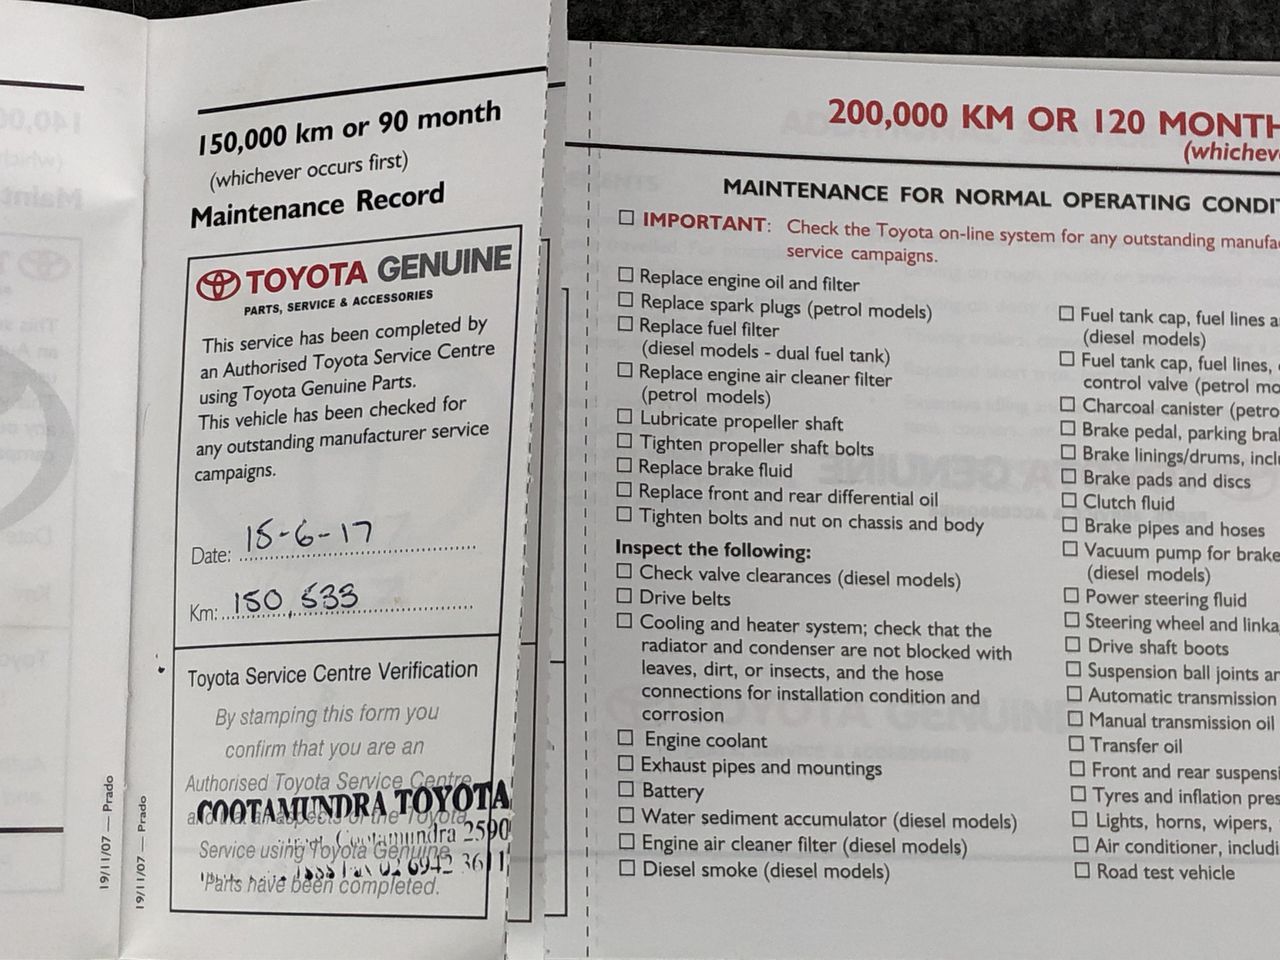 150,000 km or 90 month
(whichever occurs first)
Maintenance Record
TOYOTA GENUINE
PARTS, SERVICE & ACCESSORIES
This service has been completed by
an Authorised Toyota Service Centre
using Toyota Genuine Parts.
This vehicle has been checked for
any outstanding manufacturer service
campaigns.
Date: 15-6-17
Km: 150,533
Toyota Service Centre Verification
By stamping this form you
confirm that you are an
Authorised Toyota Service Centre
COOTAMUNDRA TOYOTA
and that all aspects of the Toyota
Cootamundra 2590
Service using Toyota Genuine
02 6942 3611
Parts have been completed.
19/11/07 — Prado
19/11/07 — Prado
200,000 KM OR 120 MONTH
(whichev
MAINTENANCE FOR NORMAL OPERATING CONDIT
IMPORTANT: Check the Toyota on-line system for any outstanding manufa
service campaigns.
Replace engine oil and filter
Replace spark plugs (petrol models)
Replace fuel filter
(diesel models - dual fuel tank)
Replace engine air cleaner filter
(petrol models)
Lubricate propeller shaft
Tighten propeller shaft bolts
Replace brake fluid
Replace front and rear differential oil
Tighten bolts and nut on chassis and body
Inspect the following:
Check valve clearances (diesel models)
Drive belts
Cooling and heater system; check that the
radiator and condenser are not blocked with
leaves, dirt, or insects, and the hose
connections for installation condition and
corrosion
Engine coolant
Exhaust pipes and mountings
Battery
Water sediment accumulator (diesel models)
Engine air cleaner filter (diesel models)
Diesel smoke (diesel models)
Fuel tank cap, fuel lines a
(diesel models)
Fuel tank cap, fuel lines,
control valve (petrol mo
Charcoal canister (petro
Brake pedal, parking bra
Brake linings/drums, incl
Brake pads and discs
Clutch fluid
Brake pipes and hoses
Vacuum pump for brake
(diesel models)
Power steering fluid
Steering wheel and linka
Drive shaft boots
Suspension ball joints a
Automatic transmission
Manual transmission oil
Transfer oil
Front and rear suspens
Tyres and inflation pres
Lights, horns, wipers,
Air conditioner, includi
Road test vehicle